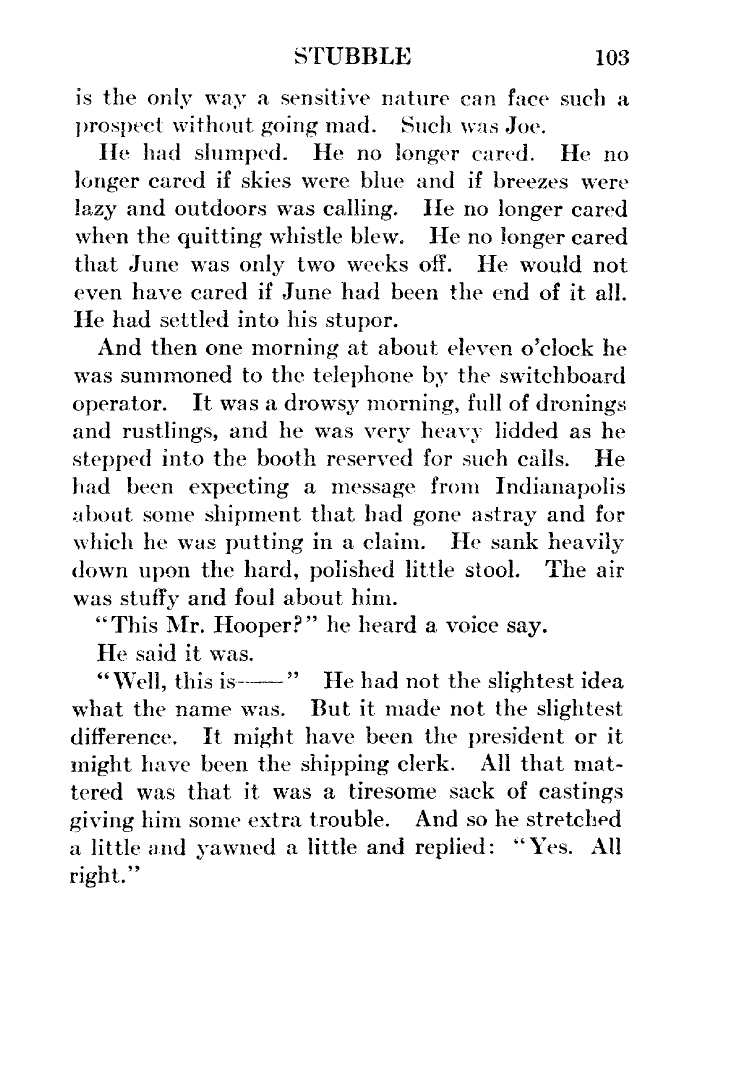 STUBBLE 103
is the only way a sensitive nature can face such a
prospect without going mad. Such was Joe.
He had slumped. He no longer cared. He no
longer cared if skies were blue and if breezes were
lazy and outdoors was calling. He no longer cared
when the quitting whistle blew. He no longer cared
that June was only two weeks off. He would not
even have cared if June had been the end of it all.
He had settled into his stupor.
And then one morning at about eleven o'clock he
was summoned to the telephone by the switchboard
operator. It was a drowsy morning, full of dronings
and rustlings, and he was very heavy lidded as he
stepped into the booth reserved for such calls. He
had been expecting a message from Indianapolis
about some shipment that had gone astray and for
which he was putting in a claim. He sank heavily
down upon the hard, polished little stool. The air
was stuffy and foul about him.
"This Mr. Hooper?" he heard a voice say.
He said it was.
"Well, this is——" He had not the slightest idea
what the name was. But it made not the slightest
difference. It might have been the president or it
might have been the shipping clerk. All that mat-
tered was that it was a tiresome sack of castings
giving him some extra trouble. And so he stretched
a little and yawned a little and replied: "Yes. All
right."